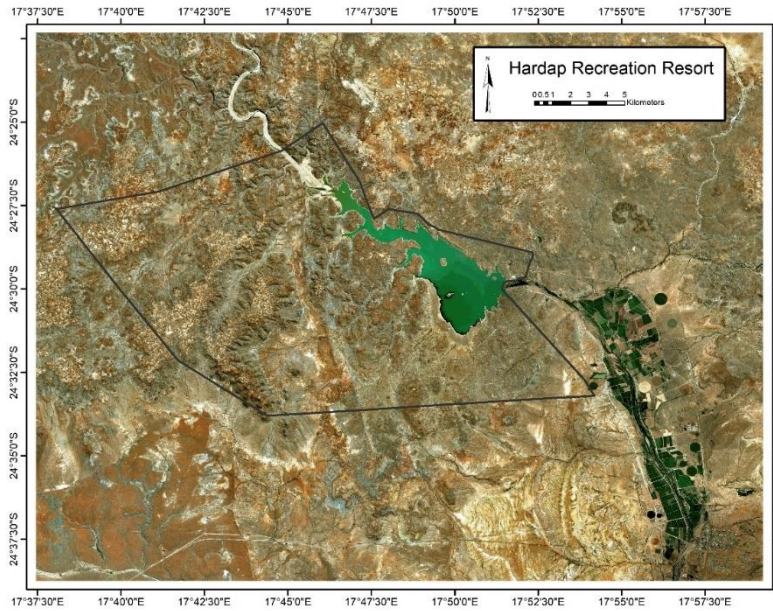 17°37'30"E 17°40'0"E 17°42'30"E 17°45'0"E 17°47'30"E 17°50'0"E 17°52'30"E 17°55'0"E 17°57'30"E
N
Hardap Recreation Resort
0 0.5 1 2 3 4 5
Kilometers
24°25'0"S
24°27'30"S
24°30'0"S
24°32'30"S
24°35'0"S
24°37'30"S
17°37'30"E 17°40'0"E 17°42'30"E 17°45'0"E 17°47'30"E 17°50'0"E 17°52'30"E 17°55'0"E 17°57'30"E